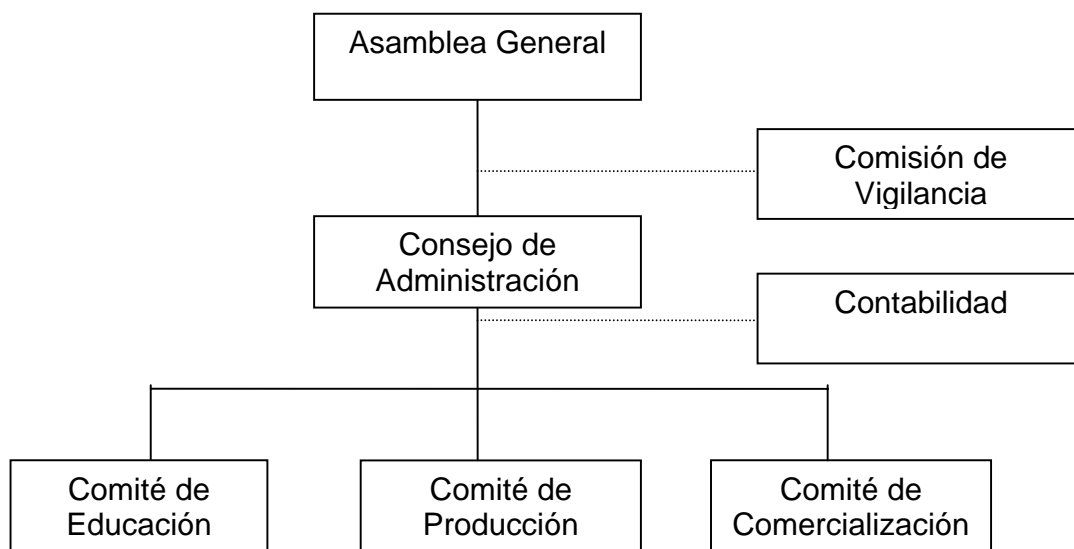 Asamblea General
Comisión de
Vigilancia
Consejo de
Administración
Contabilidad
Comité de
Educación
Comité de
Producción
Comité de
Comercialización